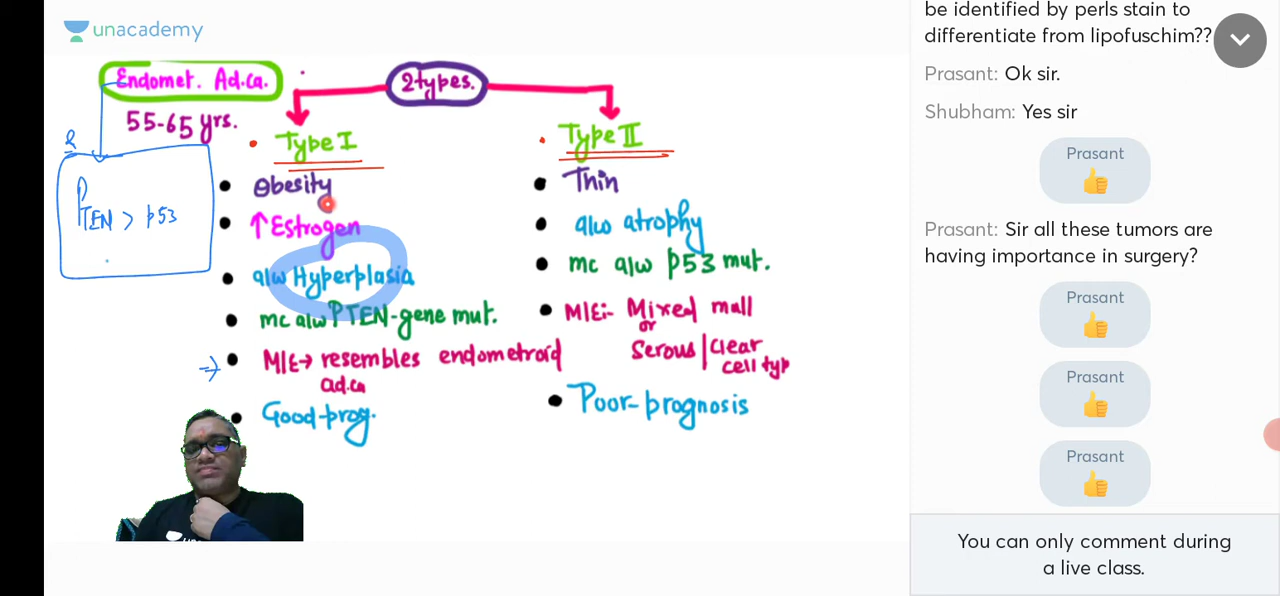 unacademy
Endomet. Ad.ca.
2types.
55-65 yrs.
&
PTEN > p53
Type I
Obesity
↑Estrogen
a|w Hyperplasia
mc a|w PTEN-gene mut.
M|E→ resembles endometroid
ad.ca
Good-prog.
Type II
Thin
a|w atrophy
mc a|w p53 mut.
M|E:- Mixed mall
or
Serous|Clear
cell typ
Poor-prognosis
be identified by perls stain to
differentiate from lipofuschim??
Prasant: Ok sir.
Shubham: Yes sir
Prasant
👍
Prasant: Sir all these tumors are
having importance in surgery?
Prasant
👍
Prasant
👍
Prasant
👍
You can only comment during
a live class.